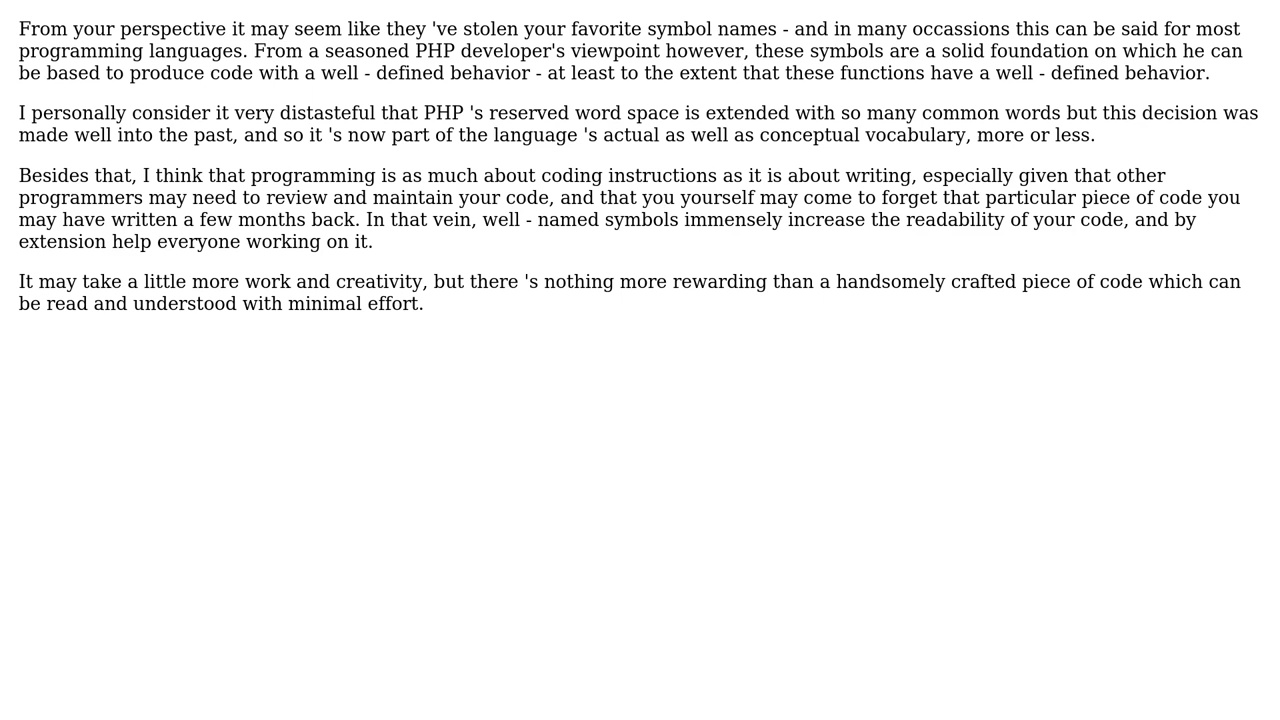 From your perspective it may seem like they 've stolen your favorite symbol names - and in many occassions this can be said for most
programming languages. From a seasoned PHP developer's viewpoint however, these symbols are a solid foundation on which he can
be based to produce code with a well - defined behavior - at least to the extent that these functions have a well - defined behavior.
I personally consider it very distasteful that PHP 's reserved word space is extended with so many common words but this decision was
made well into the past, and so it 's now part of the language 's actual as well as conceptual vocabulary, more or less.
Besides that, I think that programming is as much about coding instructions as it is about writing, especially given that other
programmers may need to review and maintain your code, and that you yourself may come to forget that particular piece of code you
may have written a few months back. In that vein, well - named symbols immensely increase the readability of your code, and by
extension help everyone working on it.
It may take a little more work and creativity, but there 's nothing more rewarding than a handsomely crafted piece of code which can
be read and understood with minimal effort.